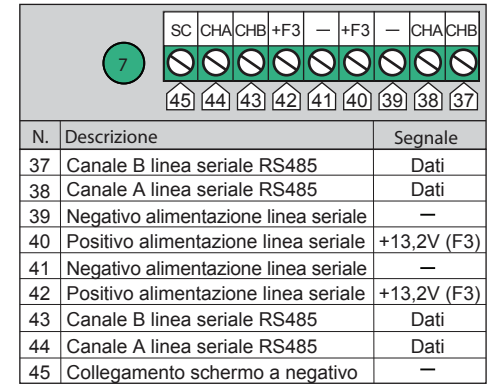 SC CHA CHB +F3 — +F3 — CHA CHB
7
45 44 43 42 41 40 39 38 37
N. Descrizione Segnale
37 Canale B linea seriale RS485 Dati
38 Canale A linea seriale RS485 Dati
39 Negativo alimentazione linea seriale —
40 Positivo alimentazione linea seriale +13,2V (F3)
41 Negativo alimentazione linea seriale —
42 Positivo alimentazione linea seriale +13,2V (F3)
43 Canale B linea seriale RS485 Dati
44 Canale A linea seriale RS485 Dati
45 Collegamento schermo a negativo —